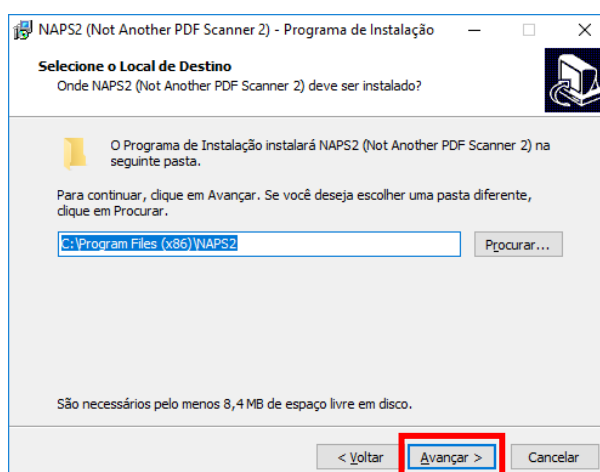 NAPS2 (Not Another PDF Scanner 2) - Programa de Instalação
Selecione o Local de Destino
Onde NAPS2 (Not Another PDF Scanner 2) deve ser instalado?
O Programa de Instalação instalará NAPS2 (Not Another PDF Scanner 2) na
seguinte pasta.
Para continuar, clique em Avançar. Se você deseja escolher uma pasta diferente,
clique em Procurar.
C:\Program Files (x86)\NAPS2
Procurar...
São necessários pelo menos 8,4 MB de espaço livre em disco.
< Voltar
Avançar >
Cancelar